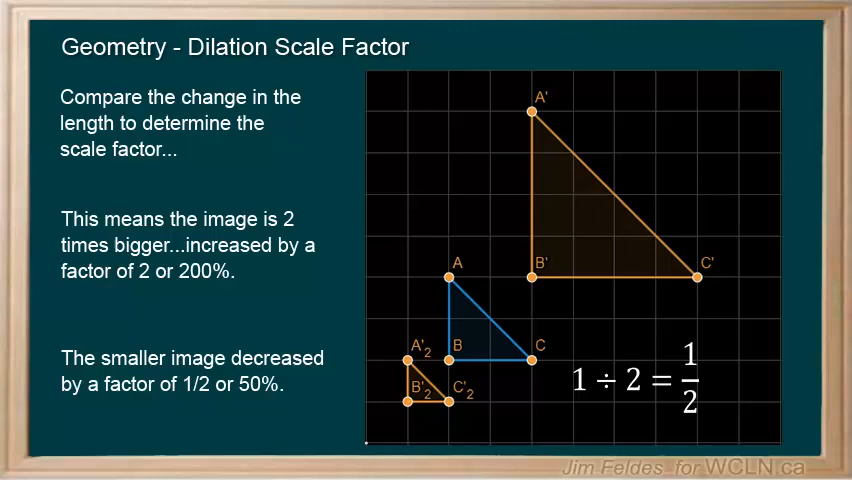 Geometry - Dilation Scale Factor
Compare the change in the
length to determine the
scale factor...
This means the image is 2
times bigger...increased by a
factor of 2 or 200%.
The smaller image decreased
by a factor of 1/2 or 50%.
A'
B'
C'
A
B
C
A'2
B'2
C'2
1 ÷ 2 = 1/2
Jim Feldes for WCLN.ca